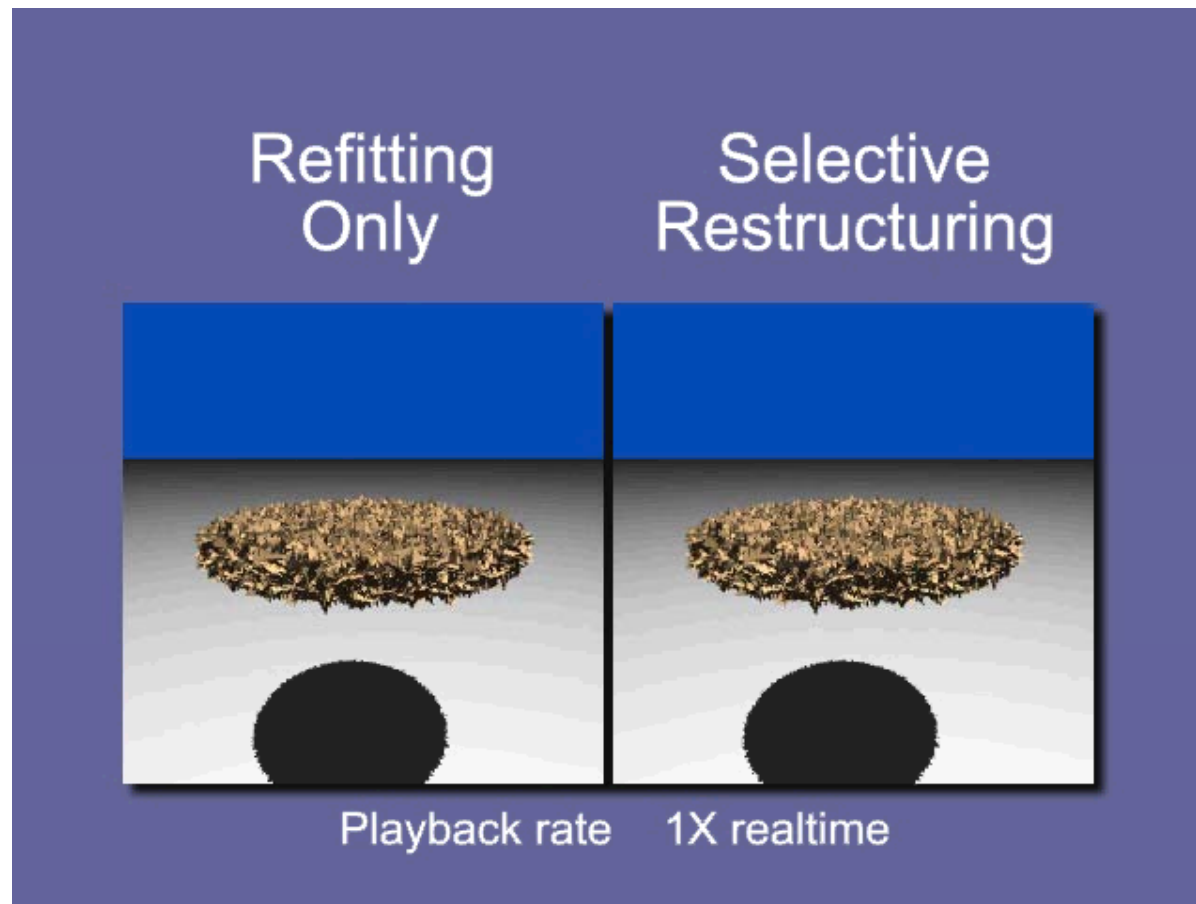 Refitting
Only
Selective
Restructuring
Playback rate 1X realtime